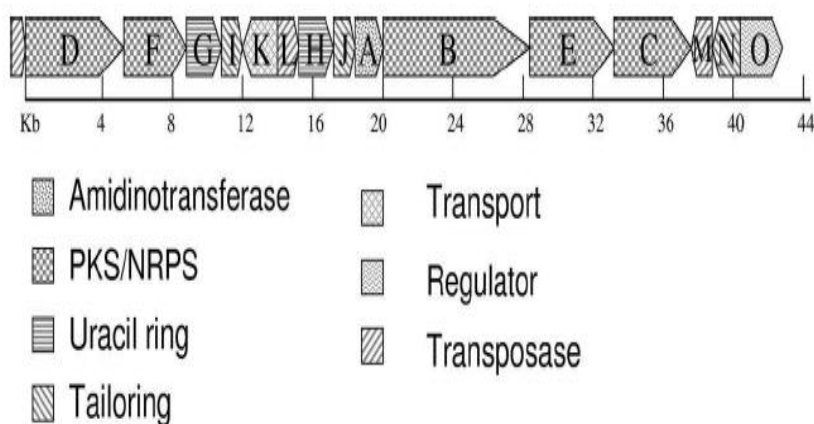 D F G I K L H J A B E C M N O
Kb 4 8 12 16 20 24 28 32 36 40 44
Amidinotransferase
PKS/NRPS
Uracil ring
Tailoring
Transport
Regulator
Transposase